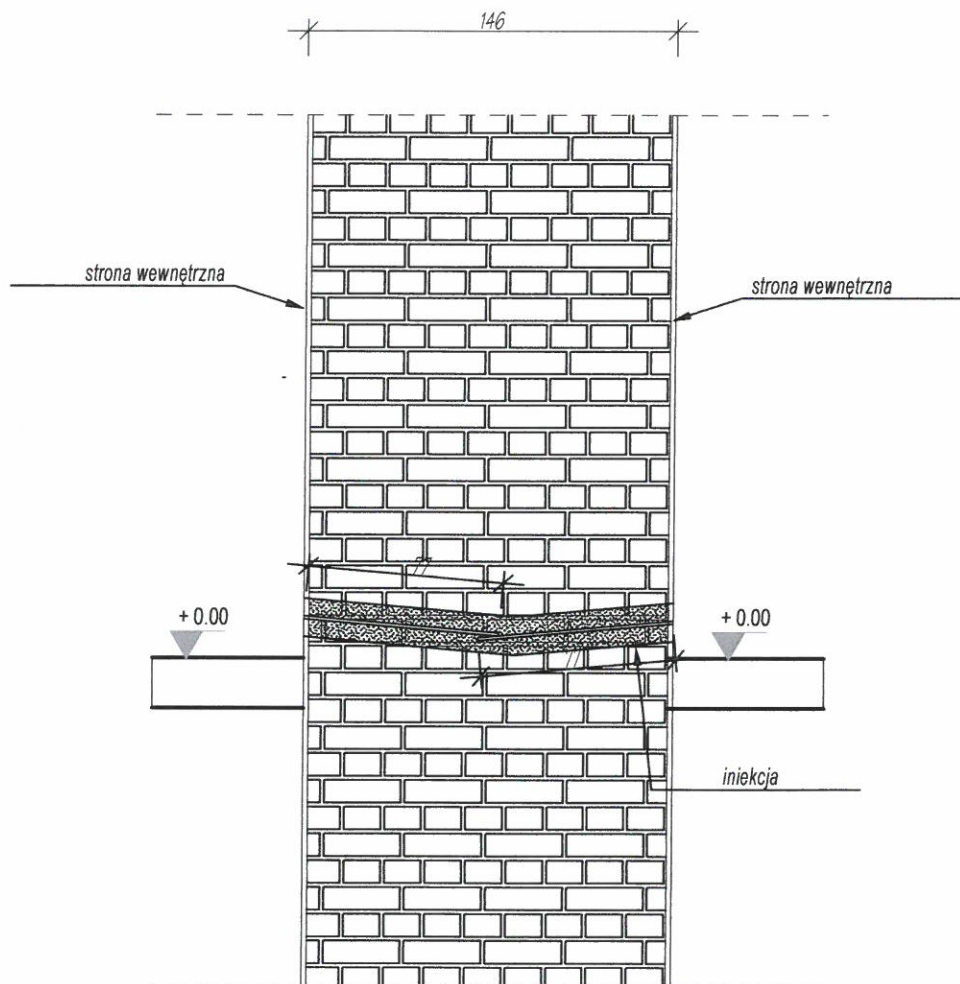 146
strona wewnętrzna
strona wewnętrzna
+ 0.00
+ 0.00
iniekcja